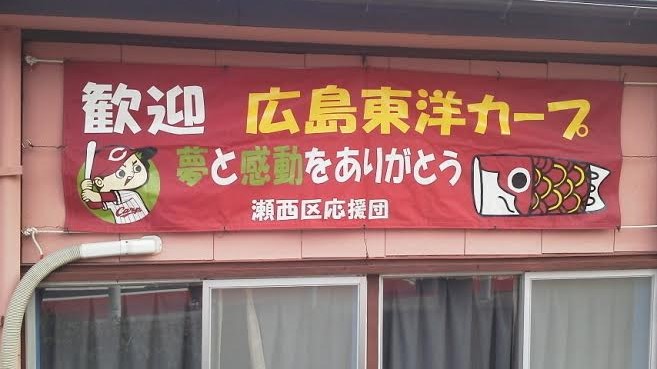 歓迎 広島東洋カープ
夢と感動をありがとう
瀬西区応援団
C
Carp